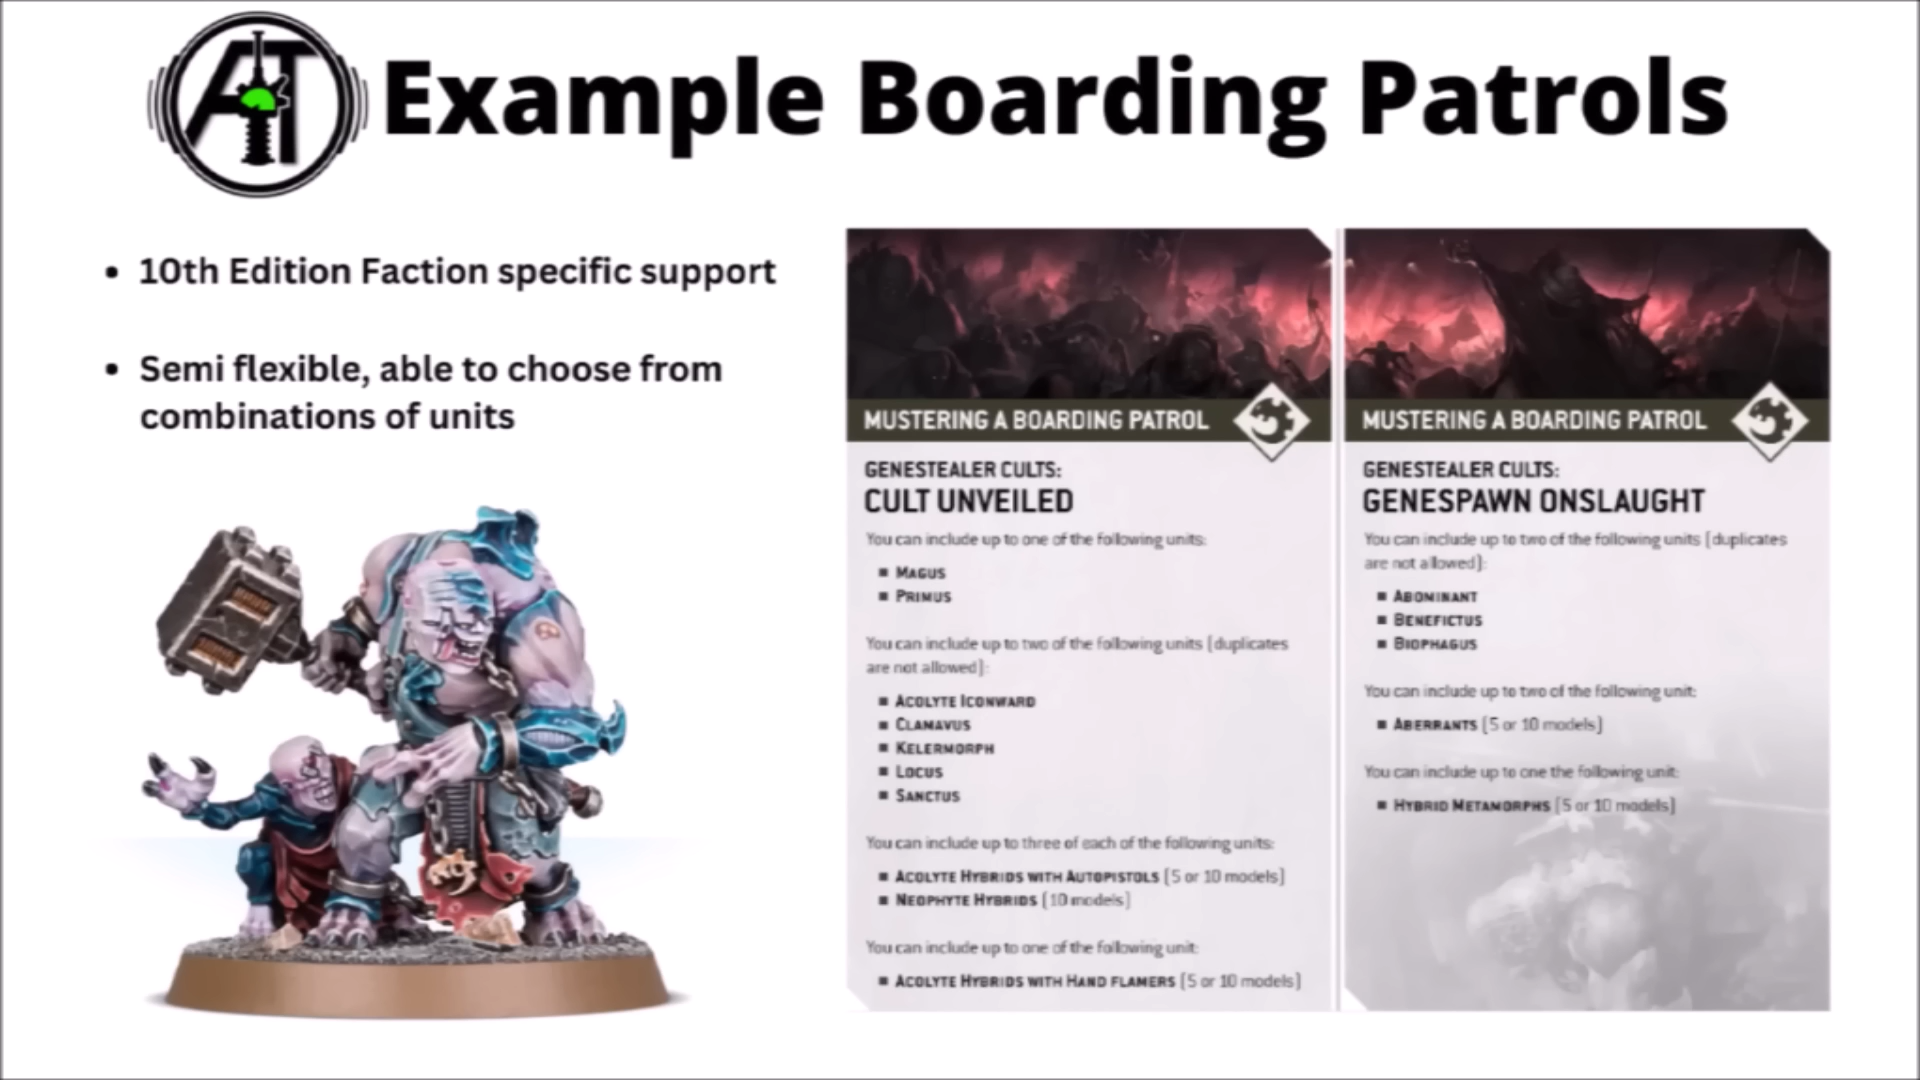 AT
Example Boarding Patrols
• 10th Edition Faction specific support
• Semi flexible, able to choose from
combinations of units
MUSTERING A BOARDING PATROL
GENESTEALER CULTS:
CULT UNVEILED
You can include up to one of the following units:
■ MAGUS
■ PRIMUS
You can include up to two of the following units (duplicates
are not allowed):
■ ACOLYTE ICONWARD
■ CLAMAVUS
■ KELERMORPH
■ LOCUS
■ SANCTUS
You can include up to three of each of the following units:
■ ACOLYTE HYBRIDS WITH AUTOPISTOLS (5 or 10 models)
■ NEOPHYTE HYBRIDS (10 models)
You can include up to one of the following unit:
■ ACOLYTE HYBRIDS WITH HAND FLAMERS (5 or 10 models)
MUSTERING A BOARDING PATROL
GENESTEALER CULTS:
GENESPAWN ONSLAUGHT
You can include up to two of the following units (duplicates
are not allowed):
■ ABOMINANT
■ BENEFICTUS
■ BIOPHAGUS
You can include up to two of the following unit:
■ ABERRANTS (5 or 10 models)
You can include up to one the following unit:
■ HYBRID METAMORPHS (5 or 10 models)